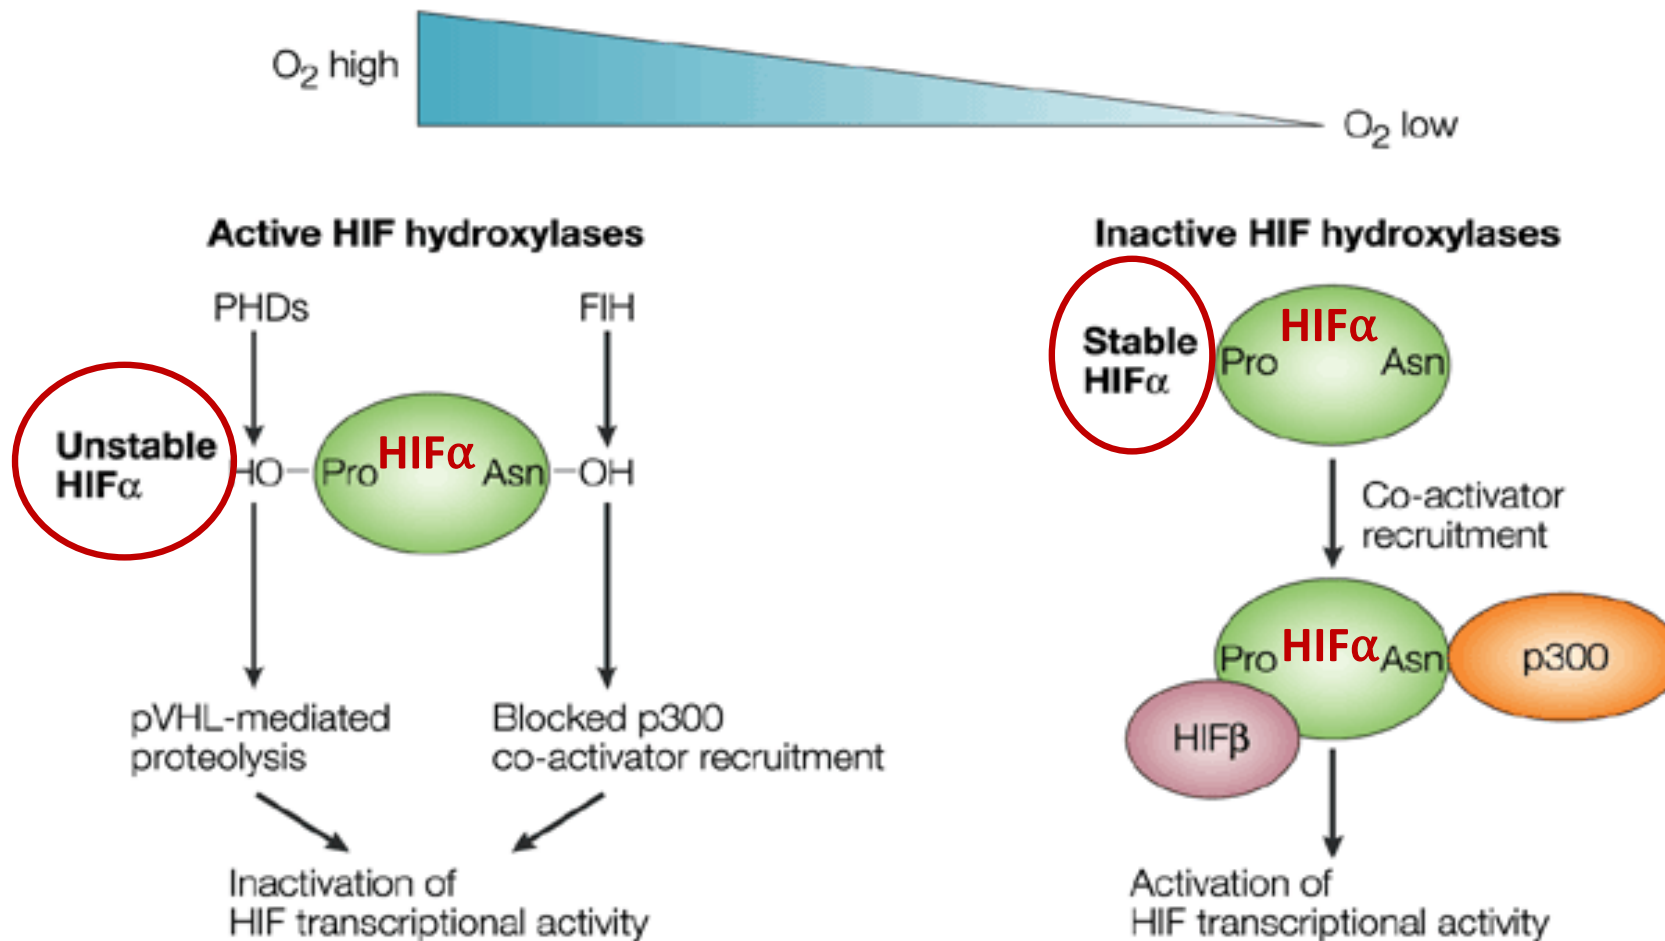 O2 high
O2 low
Active HIF hydroxylases
PHDs
FIH
Unstable
HIFα
HO
Pro
HIFα
Asn
OH
pVHL-mediated
proteolysis
Blocked p300
co-activator recruitment
Inactivation of
HIF transcriptional activity
Inactive HIF hydroxylases
Stable
HIFα
Pro
HIFα
Asn
Co-activator
recruitment
Pro
HIFα
Asn
p300
HIFβ
Activation of
HIF transcriptional activity